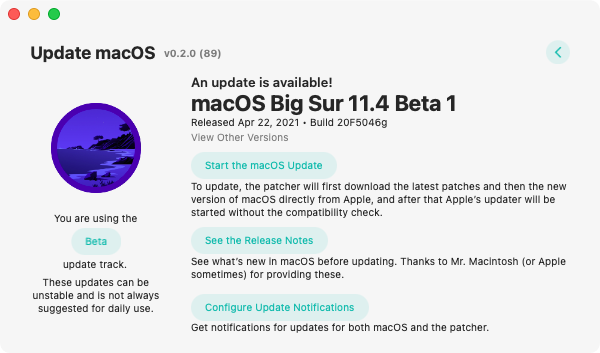 Update macOS v0.2.0 (89)
An update is available!
macOS Big Sur 11.4 Beta 1
Released Apr 22, 2021 • Build 20F5046g
View Other Versions
Start the macOS Update
To update, the patcher will first download the latest patches and then the new
version of macOS directly from Apple, and after that Apple's updater will be
started without the compatibility check.
See the Release Notes
See what's new in macOS before updating. Thanks to Mr. Macintosh (or Apple
sometimes) for providing these.
Configure Update Notifications
Get notifications for updates for both macOS and the patcher.
You are using the
Beta
update track.
These updates can be
unstable and is not always
suggested for daily use.